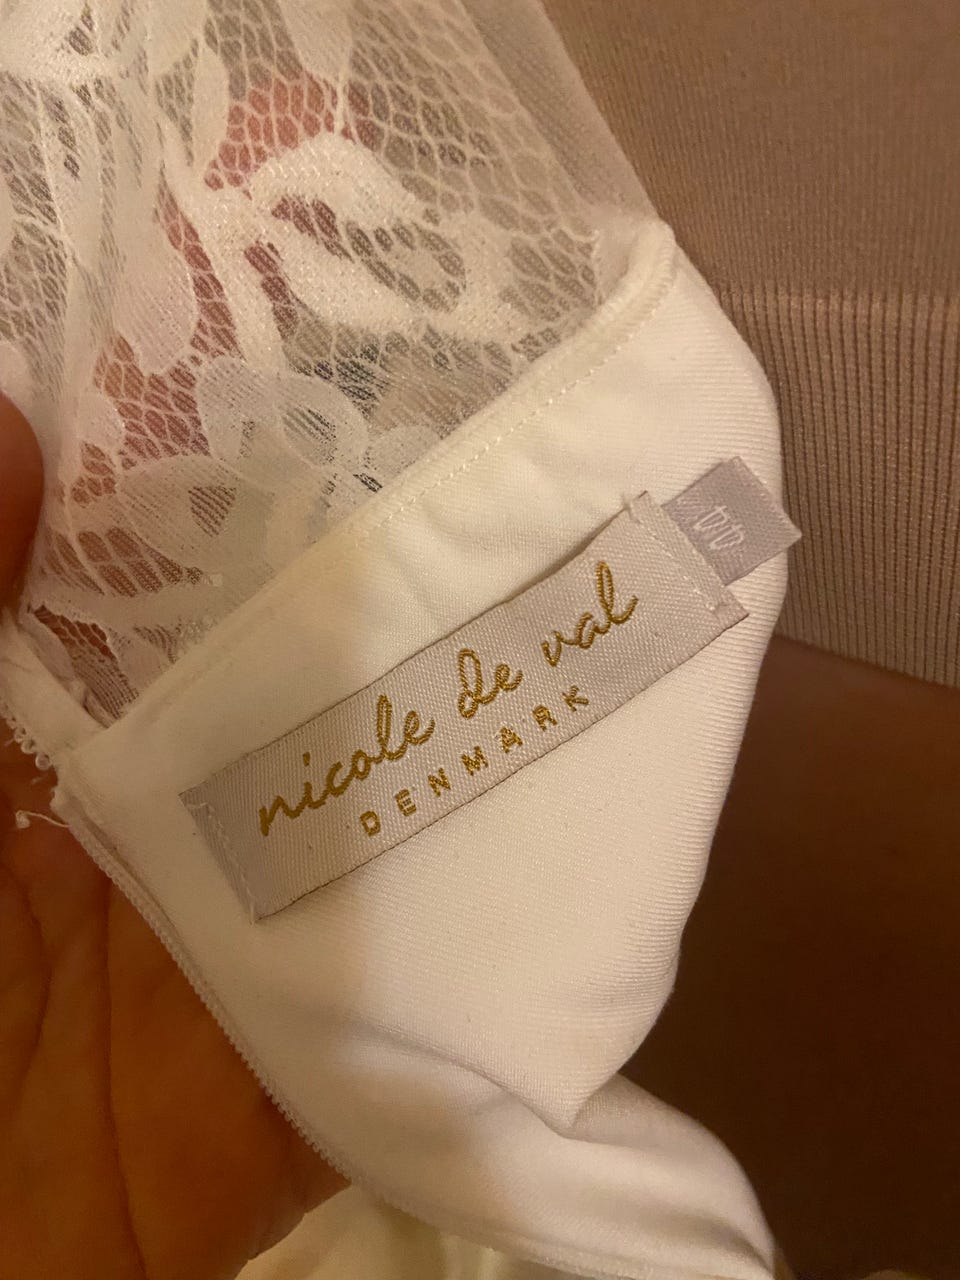 nicole de val
DENMARK